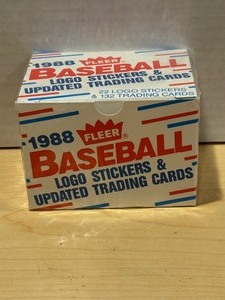 1988 FLEER
BASEBALL
22 LOGO STICKERS
& 132 TRADING CARDS
LOGO STICKERS &
UPDATED TRADING CARDS
1988 FLEER®
BASEBALL
LOGO STICKERS &
UPDATED TRADING CARDS